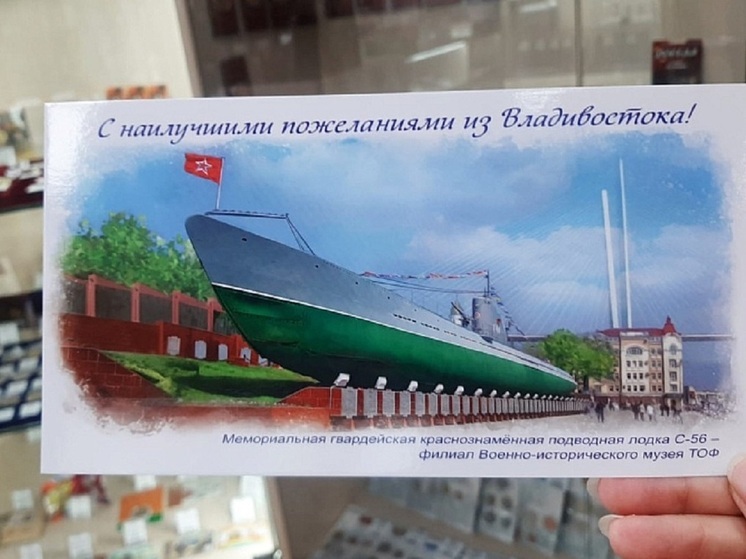 С наилучшими пожеланиями из Владивостока!
Мемориальная гвардейская краснознамённая подводная лодка С-56 –
филиал Военно-исторического музея ТОФ